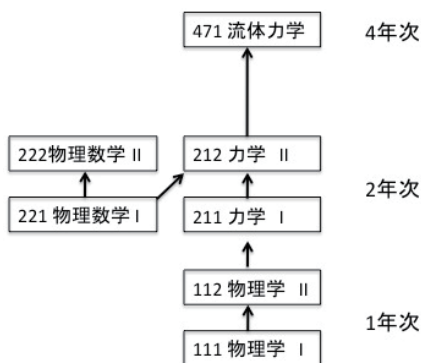 471 流体力学
4年次
222物理数学 II
212 力学 II
2年次
221 物理数学 I
211 力学 I
112 物理学 II
1年次
111 物理学 I